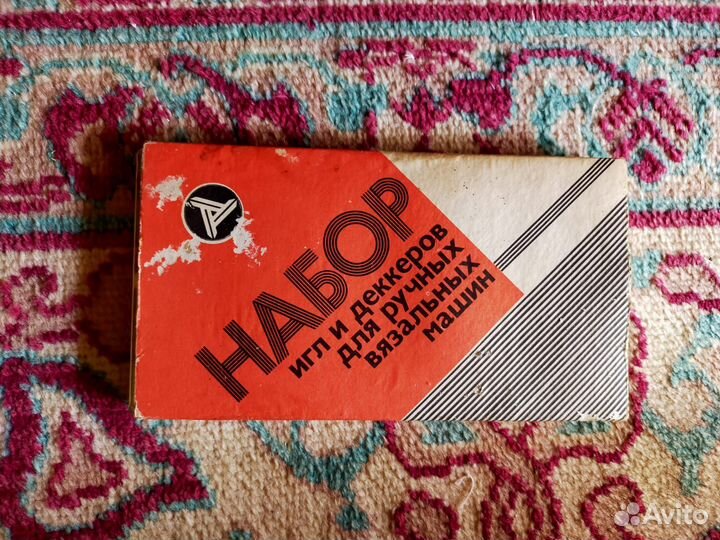 НАБОР
игл и деккеров
для ручных
вязальных
машин
Avito